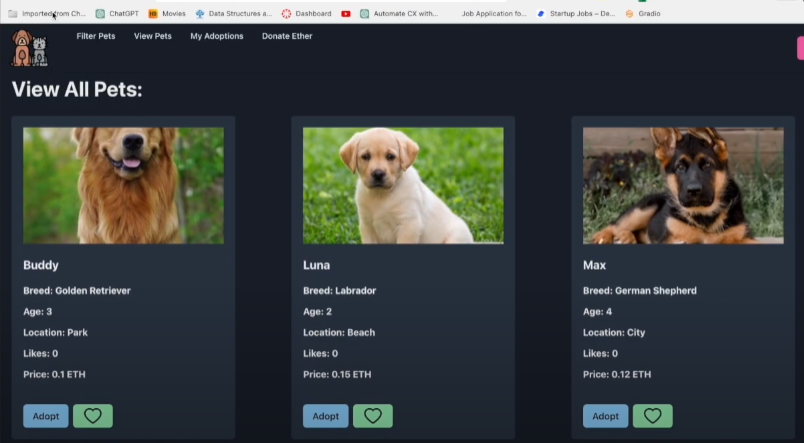 Imported from Ch... ChatGPT Movies Data Structures a... Dashboard Automate CX with... Job Application fo... Startup Jobs – De... Gradio
Filter Pets View Pets My Adoptions Donate Ether
View All Pets:
Buddy
Breed: Golden Retriever
Age: 3
Location: Park
Likes: 0
Price: 0.1 ETH
Adopt
Luna
Breed: Labrador
Age: 2
Location: Beach
Likes: 0
Price: 0.15 ETH
Adopt
Max
Breed: German Shepherd
Age: 4
Location: City
Likes: 0
Price: 0.12 ETH
Adopt